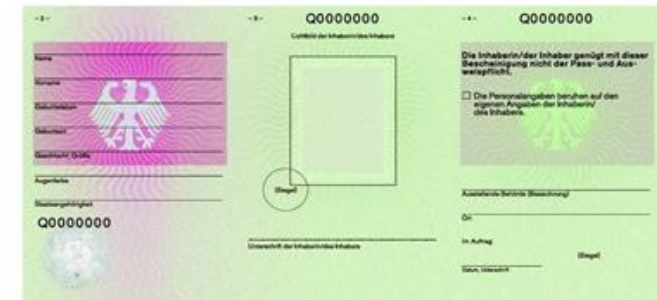 - 2 -
Name
Vorname
Geburtsdatum
Geburtsort
Geschlecht, Größe
Augenfarbe
Staatsangehörigkeit
Q0000000
- 3 -
Q0000000
Lichtbild der Inhaberin/des Inhabers
(Siegel)
Unterschrift der Inhaberin/des Inhabers
- 4 -
Q0000000
Die Inhaberin/der Inhaber genügt mit dieser
Bescheinigung nicht der Pass- und Aus-
weispflicht.
Die Personalangaben beruhen auf den
eigenen Angaben der Inhaberin/
des Inhabers.
Ausstellende Behörde (Bezeichnung)
Ort
Im Auftrag
(Siegel)
Datum, Unterschrift